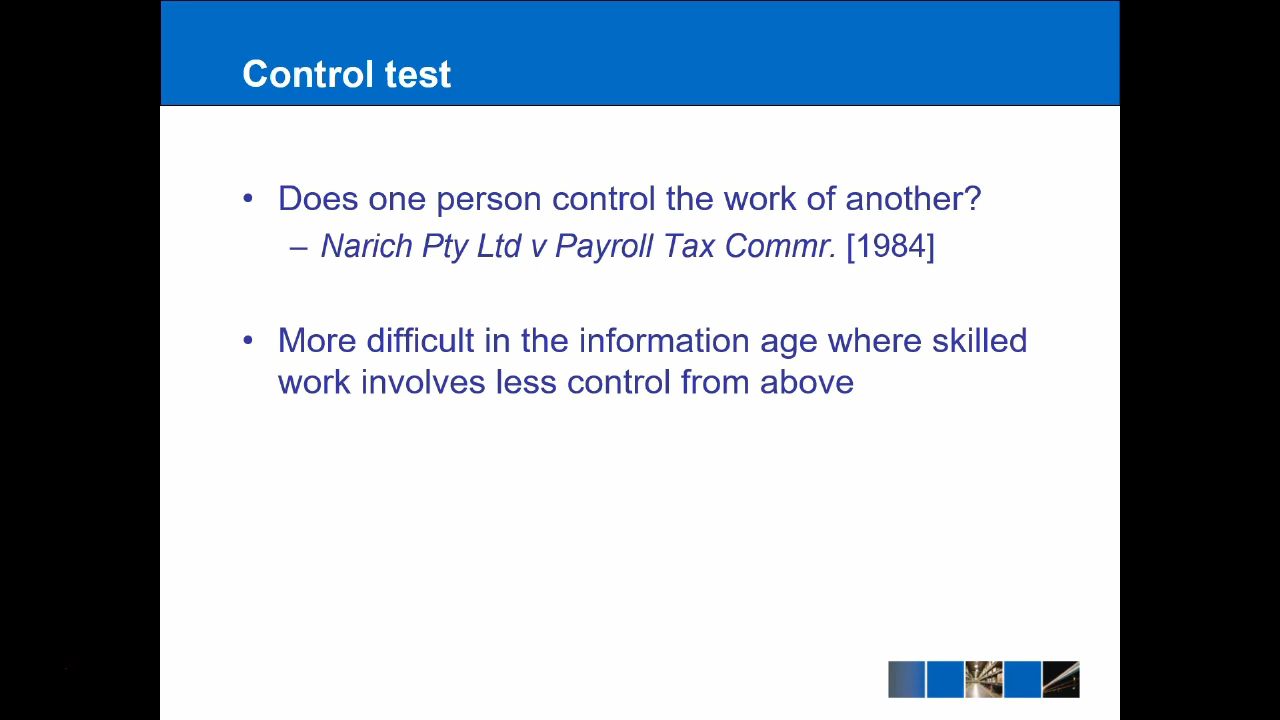 Control test
• Does one person control the work of another?
– Narich Pty Ltd v Payroll Tax Commr. [1984]
• More difficult in the information age where skilled
work involves less control from above